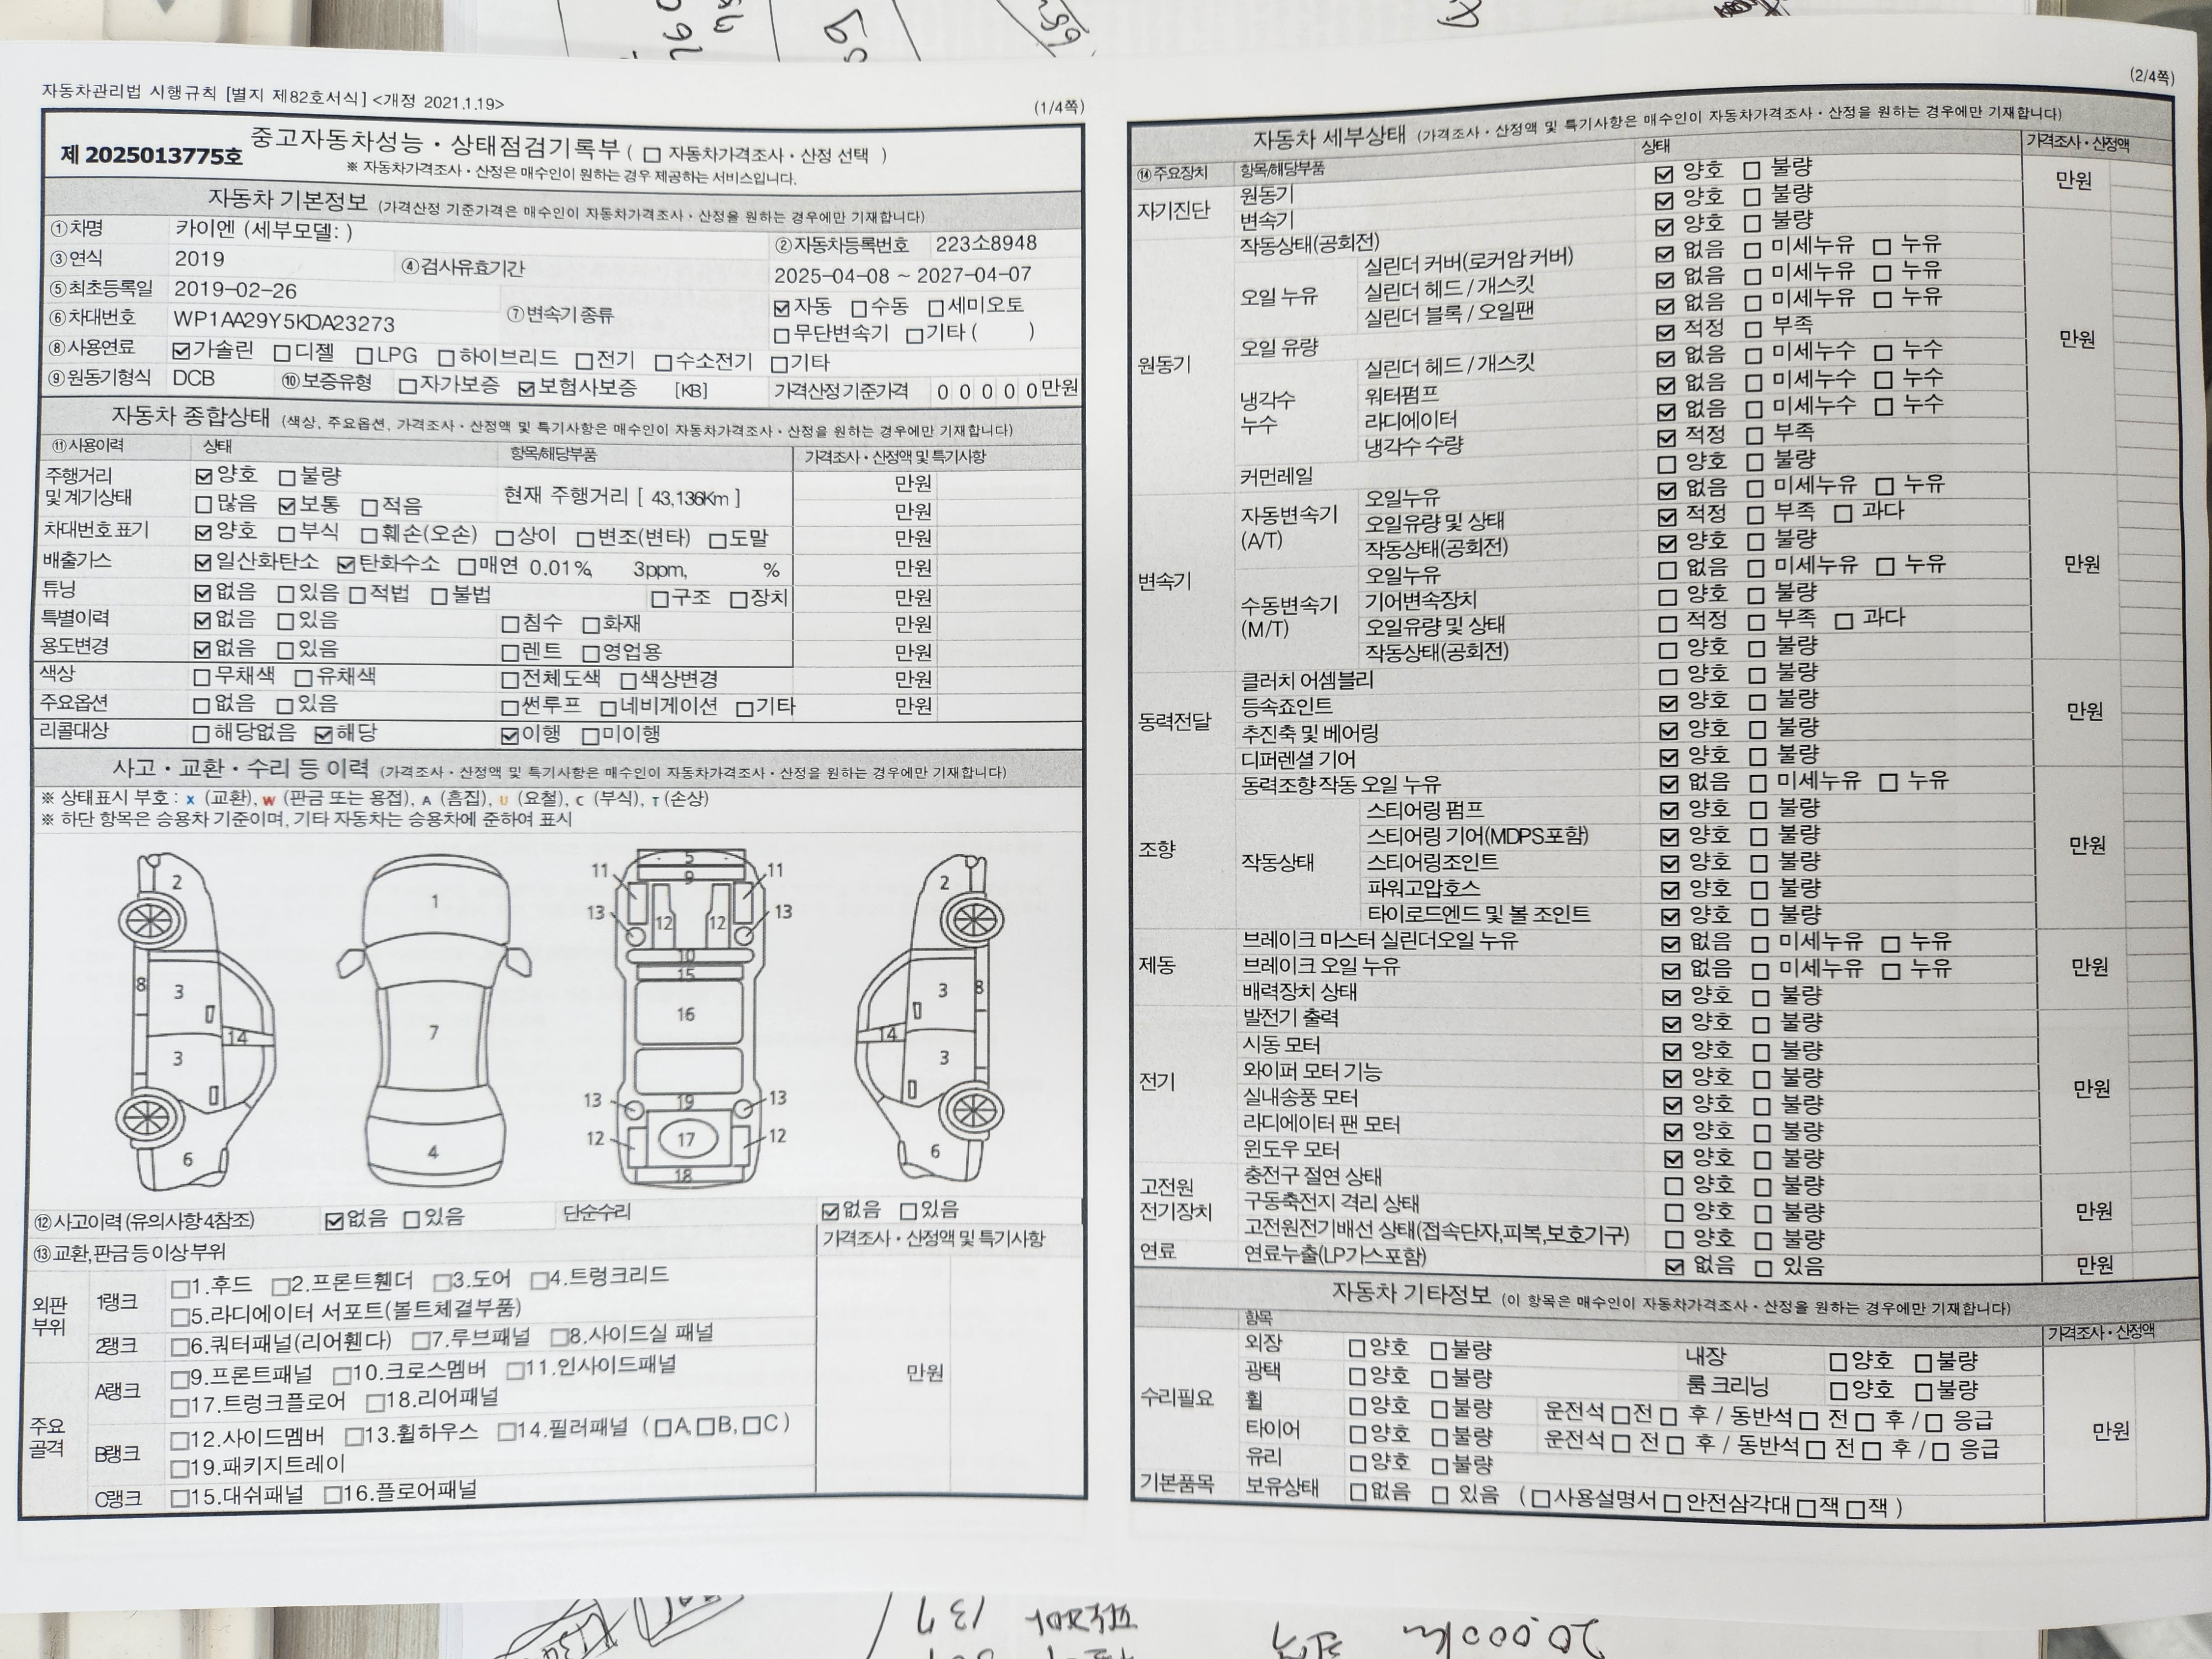 자동차관리법 시행규칙 [별지 제82호서식] <개정 2021.1.19>
(1/4쪽)
제 2025013775호
중고자동차성능・상태점검기록부 ( □ 자동차가격조사・산정 선택 )
※ 자동차가격조사・산정은 매수인이 원하는 경우 제공하는 서비스입니다.
자동차 기본정보 (가격산정 기준가격은 매수인이 자동차가격조사・산정을 원하는 경우에만 기재합니다)
①차명 카이엔 (세부모델: ) ②자동차등록번호 223소8948
③연식 2019 ④검사유효기간 2025-04-08 ~ 2027-04-07
⑤최초등록일 2019-02-26
⑥차대번호 WP1AA29Y5KDA23273 ⑦변속기종류 ☑자동 □수동 □세미오토
□무단변속기 □기타 ( )
⑧사용연료 ☑가솔린 □디젤 □LPG □하이브리드 □전기 □수소전기 □기타
⑨원동기형식 DCB ⑩보증유형 □자가보증 ☑보험사보증 [KB] 가격산정 기준가격 0 0 0 0 0만원
자동차 종합상태 (색상, 주요옵션, 가격조사・산정액 및 특기사항은 매수인이 자동차가격조사・산정을 원하는 경우에만 기재합니다)
⑪사용이력 상태 항목/해당부품 가격조사・산정액 및 특기사항
주행거리 및 계기상태 ☑양호 □불량 현재 주행거리 [ 43,136Km ] 만원
□많음 ☑보통 □적음 만원
차대번호 표기 ☑양호 □부식 □훼손(오손) □상이 □변조(변타) □도말 만원
배출가스 ☑일산화탄소 ☑탄화수소 □매연 0.01%, 3ppm, % 만원
튜닝 ☑없음 □있음 □적법 □불법 □구조 □장치 만원
특별이력 ☑없음 □있음 □침수 □화재 만원
용도변경 ☑없음 □있음 □렌트 □영업용 만원
색상 □무채색 □유채색 □전체도색 □색상변경 만원
주요옵션 □없음 □있음 □썬루프 □네비게이션 □기타 만원
리콜대상 □해당없음 ☑해당 ☑이행 □미이행
사고・교환・수리 등 이력 (가격조사・산정액 및 특기사항은 매수인이 자동차가격조사・산정을 원하는 경우에만 기재합니다)
※ 상태표시 부호 : X (교환), W (판금 또는 용접), A (흠집), U (요철), C (부식), T (손상)
※ 하단 항목은 승용차 기준이며, 기타 자동차는 승용차에 준하여 표시
2 8 3 14 3 6
1 7 4
5 9 11 11 12 12 13 13 10 15 16 19 13 13 17 12 12 18
2 3 8 14 3 6
⑫사고이력 (유의사항 4참조) ☑없음 □있음 단순수리 ☑없음 □있음
⑬교환,판금 등 이상 부위 가격조사・산정액 및 특기사항
외판 부위 1랭크 □1.후드 □2.프론트휀더 □3.도어 □4.트렁크리드
□5.라디에이터 서포트(볼트체결부품)
2랭크 □6.쿼터패널(리어휀다) □7.루브패널 □8.사이드실 패널
주요 골격 A랭크 □9.프론트패널 □10.크로스멤버 □11.인사이드패널 만원
□17.트렁크플로어 □18.리어패널
B랭크 □12.사이드멤버 □13.휠하우스 □14.필러패널 (□A, □B, □C )
□19.패키지트레이
C랭크 □15.대쉬패널 □16.플로어패널
(2/4쪽)
자동차 세부상태 (가격조사・산정액 및 특기사항은 매수인이 자동차가격조사・산정을 원하는 경우에만 기재합니다)
⑭주요장치 항목/해당부품 상태 가격조사・산정액
자기진단 원동기 ☑ 양호 □ 불량 만원
변속기 ☑ 양호 □ 불량
원동기 작동상태(공회전) ☑ 양호 □ 불량 만원
오일 누유 실린더 커버(로커암 커버) ☑ 없음 □ 미세누유 □ 누유
실린더 헤드 / 개스킷 ☑ 없음 □ 미세누유 □ 누유
실린더 블록 / 오일팬 ☑ 없음 □ 미세누유 □ 누유
오일 유량 ☑ 적정 □ 부족
냉각수 누수 실린더 헤드 / 개스킷 ☑ 없음 □ 미세누수 □ 누수
워터펌프 ☑ 없음 □ 미세누수 □ 누수
라디에이터 ☑ 없음 □ 미세누수 □ 누수
냉각수 수량 ☑ 적정 □ 부족
커먼레일 □ 양호 □ 불량
변속기 자동변속기 (A/T) 오일누유 ☑ 없음 □ 미세누유 □ 누유 만원
오일유량 및 상태 ☑ 적정 □ 부족 □ 과다
작동상태(공회전) ☑ 양호 □ 불량
수동변속기 (M/T) 오일누유 □ 없음 □ 미세누유 □ 누유
기어변속장치 □ 양호 □ 불량
오일유량 및 상태 □ 적정 □ 부족 □ 과다
작동상태(공회전) □ 양호 □ 불량
동력전달 클러치 어셈블리 □ 양호 □ 불량 만원
등속죠인트 ☑ 양호 □ 불량
추진축 및 베어링 ☑ 양호 □ 불량
디퍼렌셜 기어 ☑ 양호 □ 불량
조향 동력조향 작동 오일 누유 ☑ 없음 □ 미세누유 □ 누유 만원
작동상태 스티어링 펌프 ☑ 양호 □ 불량
스티어링 기어(MDPS포함) ☑ 양호 □ 불량
스티어링조인트 ☑ 양호 □ 불량
파워고압호스 ☑ 양호 □ 불량
타이로드엔드 및 볼 조인트 ☑ 양호 □ 불량
제동 브레이크 마스터 실린더오일 누유 ☑ 없음 □ 미세누유 □ 누유 만원
브레이크 오일 누유 ☑ 없음 □ 미세누유 □ 누유
배력장치 상태 ☑ 양호 □ 불량
전기 발전기 출력 ☑ 양호 □ 불량 만원
시동 모터 ☑ 양호 □ 불량
와이퍼 모터 기능 ☑ 양호 □ 불량
실내송풍 모터 ☑ 양호 □ 불량
라디에이터 팬 모터 ☑ 양호 □ 불량
윈도우 모터 ☑ 양호 □ 불량
고전원 전기장치 충전구 절연 상태 □ 양호 □ 불량 만원
구동축전지 격리 상태 □ 양호 □ 불량
고전원전기배선 상태(접속단자,피복,보호기구) □ 양호 □ 불량
연료 연료누출(LP가스포함) ☑ 없음 □ 있음 만원
자동차 기타정보 (이 항목은 매수인이 자동차가격조사・산정을 원하는 경우에만 기재합니다)
항목 가격조사・산정액
수리필요 외장 □양호 □불량 내장 □양호 □불량 만원
광택 □양호 □불량 룸 크리닝 □양호 □불량
휠 □양호 □불량 운전석 □전 □ 후 / 동반석 □ 전 □ 후 / □ 응급
타이어 □양호 □불량 운전석 □ 전 □ 후 / 동반석 □ 전 □ 후 / □ 응급
유리 □양호 □불량
기본품목 보유상태 □없음 □ 있음 (□사용설명서 □안전삼각대 □잭 □잭 )
137
20,000km